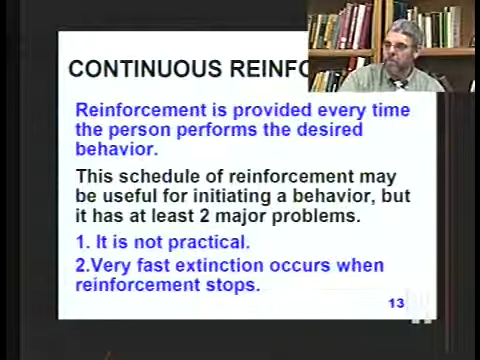 CONTINUOUS REINFO
Reinforcement is provided every time
the person performs the desired
behavior.
This schedule of reinforcement may
be useful for initiating a behavior, but
it has at least 2 major problems.
1. It is not practical.
2.Very fast extinction occurs when
reinforcement stops.
13